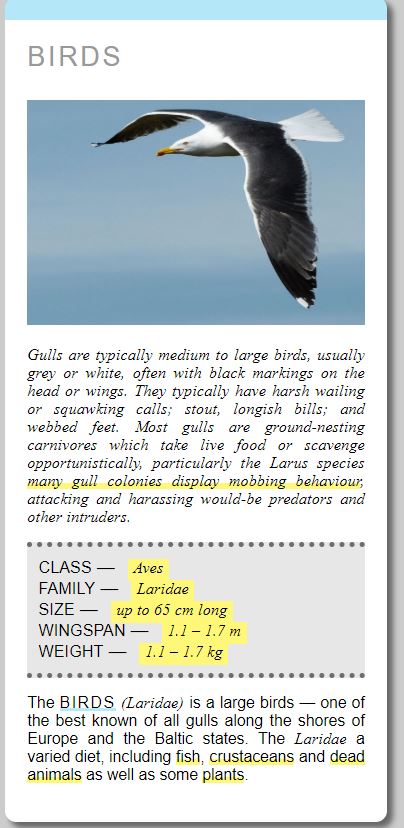 BIRDS
Gulls are typically medium to large birds, usually
grey or white, often with black markings on the
head or wings. They typically have harsh wailing
or squawking calls; stout, longish bills; and
webbed feet. Most gulls are ground-nesting
carnivores which take live food or scavenge
opportunistically, particularly the Larus species
many gull colonies display mobbing behaviour,
attacking and harassing would-be predators and
other intruders.
CLASS — Aves
FAMILY — Laridae
SIZE — up to 65 cm long
WINGSPAN — 1.1 – 1.7 m
WEIGHT — 1.1 – 1.7 kg
The BIRDS (Laridae) is a large birds — one of
the best known of all gulls along the shores of
Europe and the Baltic states. The Laridae a
varied diet, including fish, crustaceans and dead
animals as well as some plants.